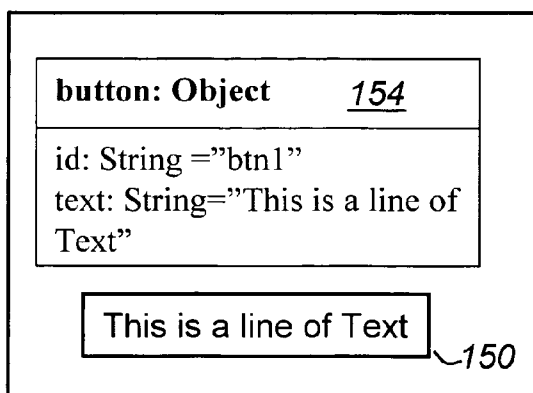 button: Object 154
id: String =”btn1”
text: String=”This is a line of
Text”
This is a line of Text
150